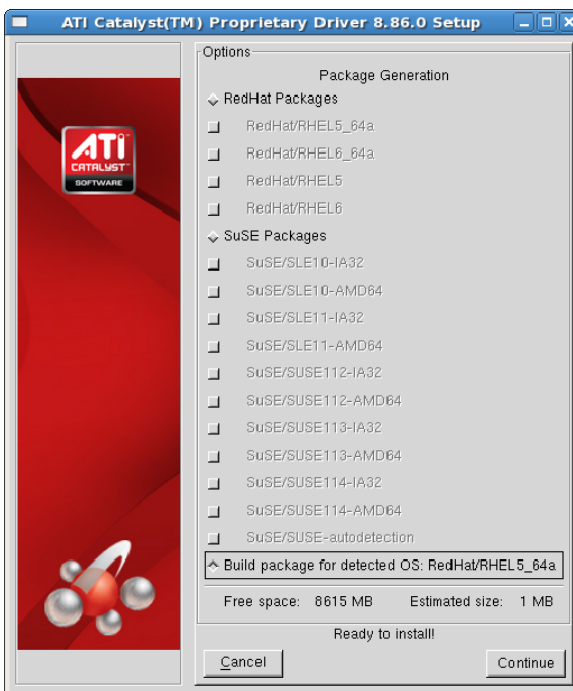 ATI Catalyst(TM) Proprietary Driver 8.86.0 Setup
ATI
CATALYST™
SOFTWARE
Options
Package Generation
RedHat Packages
RedHat/RHEL5_64a
RedHat/RHEL6_64a
RedHat/RHEL5
RedHat/RHEL6
SuSE Packages
SuSE/SLE10-IA32
SuSE/SLE10-AMD64
SuSE/SLE11-IA32
SuSE/SLE11-AMD64
SuSE/SUSE112-IA32
SuSE/SUSE112-AMD64
SuSE/SUSE113-IA32
SuSE/SUSE113-AMD64
SuSE/SUSE114-IA32
SuSE/SUSE114-AMD64
SuSE/SUSE-autodetection
Build package for detected OS: RedHat/RHEL5_64a
Free space: 8615 MB Estimated size: 1 MB
Ready to install!
Cancel Continue